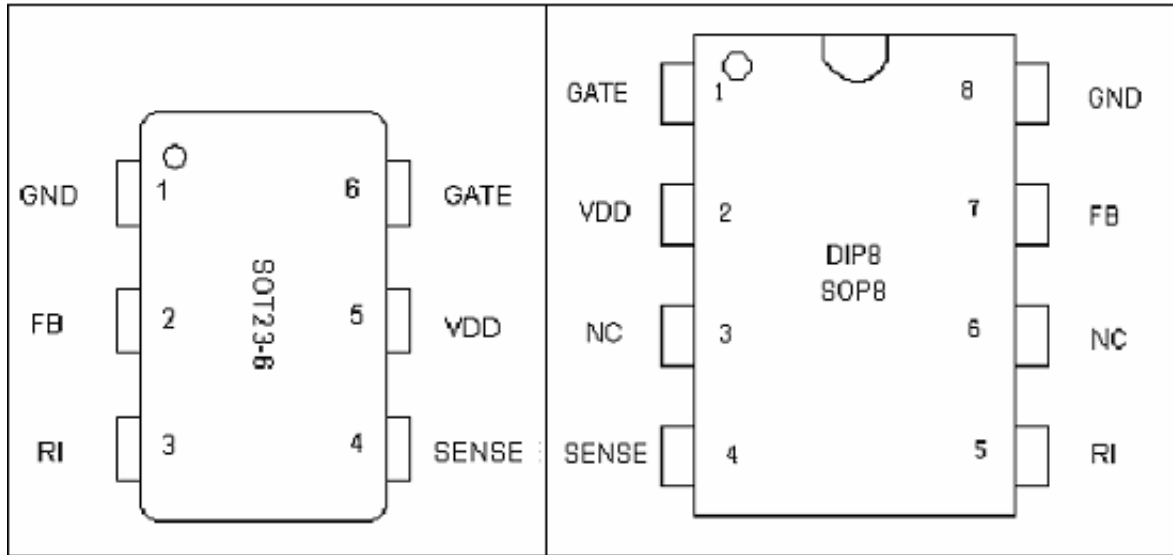 GND 1 6 GATE
FB 2 5 VDD
RI 3 4 SENSE
SOT23-6
GATE 1 8 GND
VDD 2 7 FB
DIP8
SOP8
NC 3 6 NC
SENSE 4 5 RI